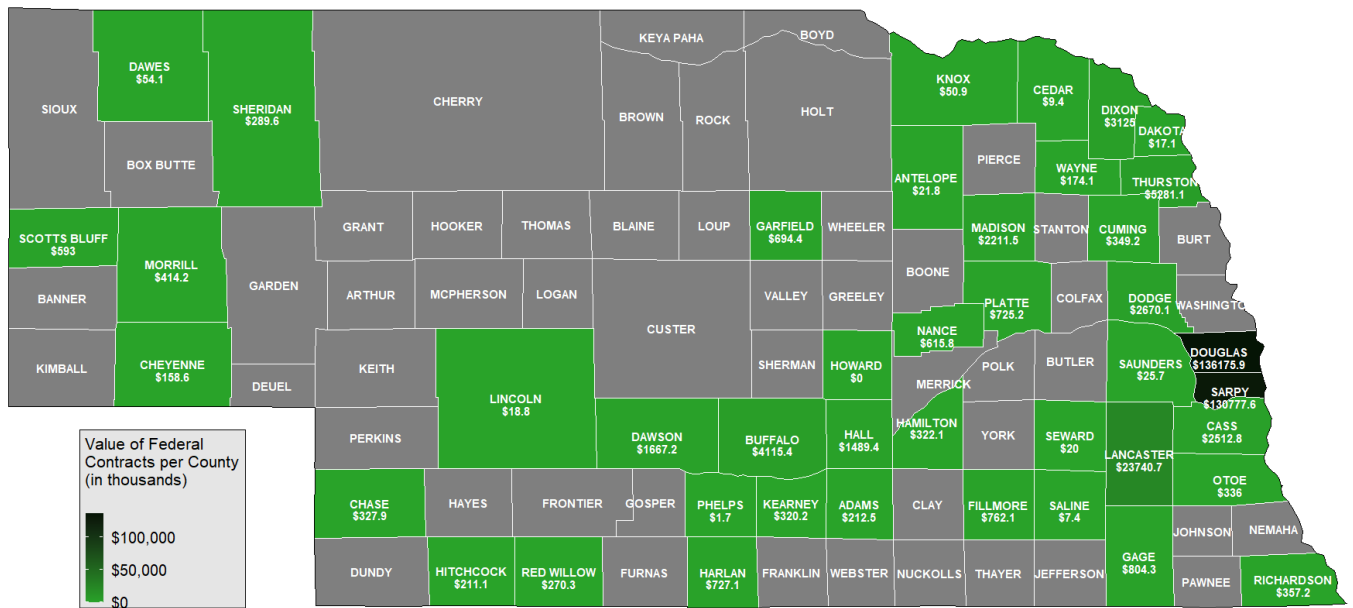 KEYA PAHA
BOYD
DAWES
$54.1
KNOX
$50.9
CEDAR
$9.4
SIOUX
SHERIDAN
$289.6
CHERRY
BROWN
ROCK
HOLT
DIXON
$3125
DAKOTA
$17.1
BOX BUTTE
PIERCE
WAYNE
$174.1
ANTELOPE
$21.8
THURSTON
$5281.1
GRANT
HOOKER
THOMAS
BLAINE
LOUP
GARFIELD
$694.4
WHEELER
MADISON
$2211.5
STANTON
CUMING
$349.2
BURT
SCOTTS BLUFF
$593
MORRILL
$414.2
GARDEN
BOONE
BANNER
ARTHUR
MCPHERSON
LOGAN
VALLEY
GREELEY
PLATTE
$725.2
COLFAX
DODGE
$2670.1
WASHINGTON
CUSTER
NANCE
$615.8
KIMBALL
CHEYENNE
$158.6
DEUEL
KEITH
SHERMAN
HOWARD
$0
MERRICK
POLK
BUTLER
SAUNDERS
$25.7
DOUGLAS
$136175.9
SARPY
$130777.6
LINCOLN
$18.8
PERKINS
DAWSON
$1667.2
BUFFALO
$4115.4
HALL
$1489.4
HAMILTON
$322.1
YORK
SEWARD
$20
LANCASTER
$23740.7
CASS
$2512.8
OTOE
$336
CHASE
$327.9
HAYES
FRONTIER
GOSPER
PHELPS
$1.7
KEARNEY
$320.2
ADAMS
$212.5
CLAY
FILLMORE
$762.1
SALINE
$7.4
JOHNSON
NEMAHA
GAGE
$804.3
DUNDY
HITCHCOCK
$211.1
RED WILLOW
$270.3
FURNAS
HARLAN
$727.1
FRANKLIN
WEBSTER
NUCKOLLS
THAYER
JEFFERSON
PAWNEE
RICHARDSON
$357.2
Value of Federal
Contracts per County
(in thousands)
$100,000
$50,000
$0